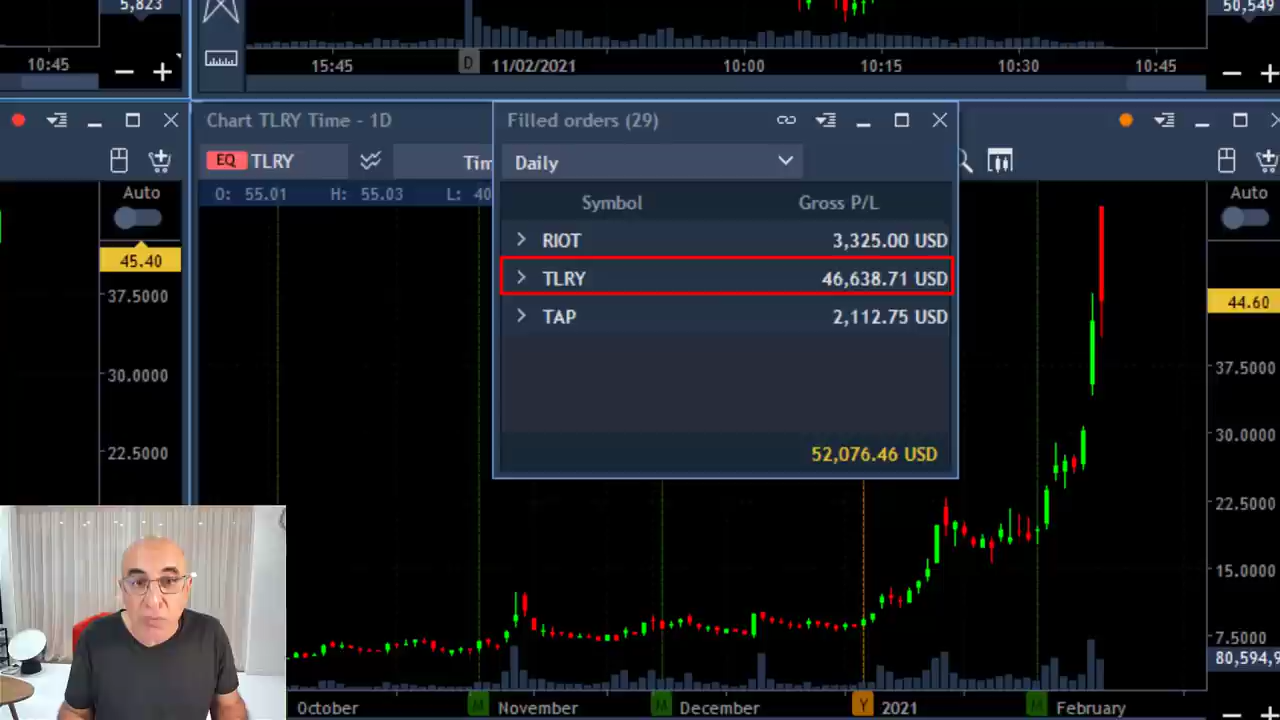 5,823
50,549
10:45
15:45
D
11/02/2021
10:00
10:15
10:30
10:45
Chart TLRY Time - 1D
Filled orders (29)
EQ TLRY
Daily
Auto
Auto
O: 55.01 H: 55.03 L: 40
Symbol Gross P/L
RIOT 3,325.00 USD
TLRY 46,638.71 USD
TAP 2,112.75 USD
52,076.46 USD
45.40
37.5000
30.0000
22.5000
44.60
37.5000
30.0000
22.5000
15.0000
7.5000
October
M
November
M
December
Y
2021
M
February